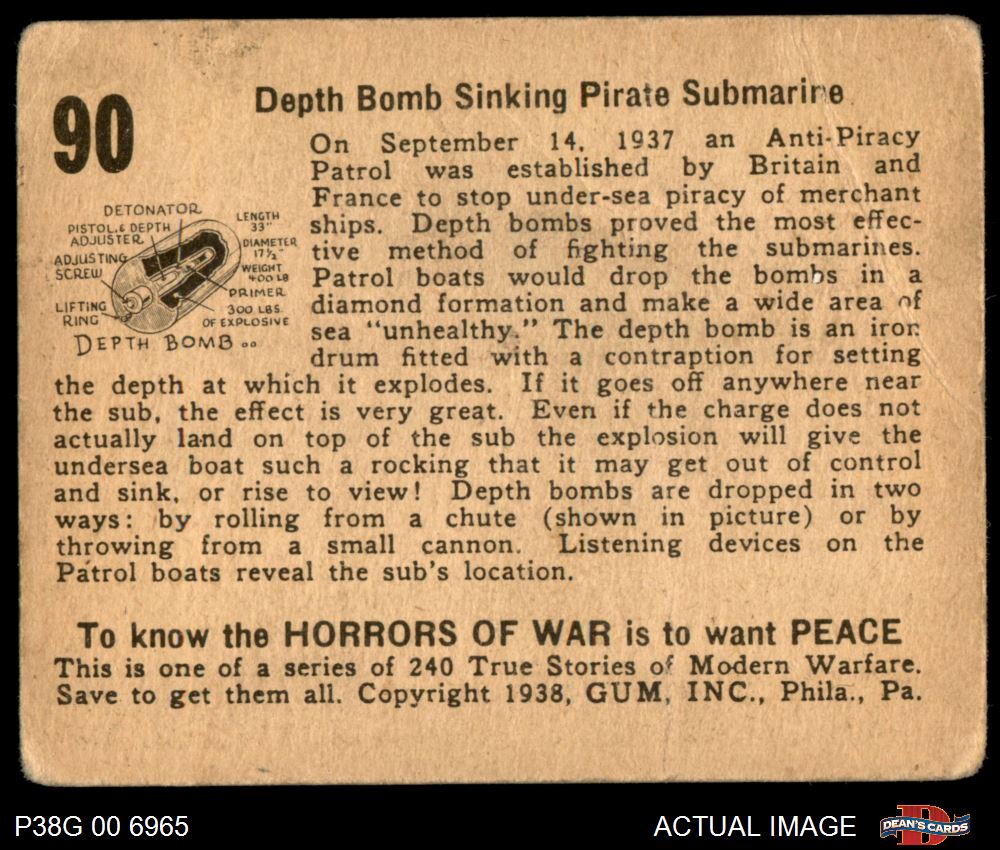 90
Depth Bomb Sinking Pirate Submarine
On September 14, 1937 an Anti-Piracy
Patrol was established by Britain and
France to stop under-sea piracy of merchant
ships. Depth bombs proved the most effec-
tive method of fighting the submarines.
Patrol boats would drop the bombs in a
diamond formation and make a wide area of
sea "unhealthy." The depth bomb is an iron
drum fitted with a contraption for setting
the depth at which it explodes. If it goes off anywhere near
the sub, the effect is very great. Even if the charge does not
actually land on top of the sub the explosion will give the
undersea boat such a rocking that it may get out of control
and sink, or rise to view! Depth bombs are dropped in two
ways: by rolling from a chute (shown in picture) or by
throwing from a small cannon. Listening devices on the
Patrol boats reveal the sub's location.
DETONATOR
PISTOL & DEPTH
ADJUSTER
ADJUSTING
SCREW
LIFTING
RING
LENGTH
33"
DIAMETER
17½"
WEIGHT
400 LB
PRIMER
300 LBS.
OF EXPLOSIVE
DEPTH BOMB
To know the HORRORS OF WAR is to want PEACE
This is one of a series of 240 True Stories of Modern Warfare.
Save to get them all. Copyright 1938, GUM, INC., Phila., Pa.
P38G 00 6965
ACTUAL IMAGE
D
DEAN'S CARDS